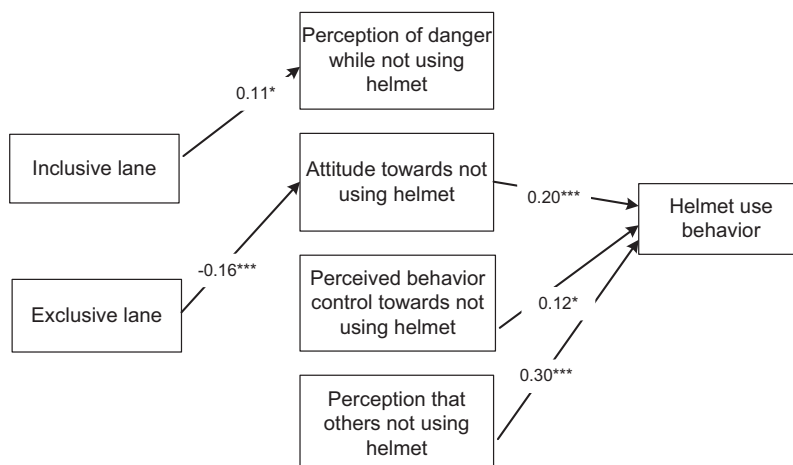 Perception of danger
while not using
helmet
0.11*
Inclusive lane
Attitude towards not
using helmet
0.20***
Helmet use
behavior
-0.16***
Exclusive lane
Perceived behavior
control towards not
using helmet
0.12*
0.30***
Perception that
others not using
helmet